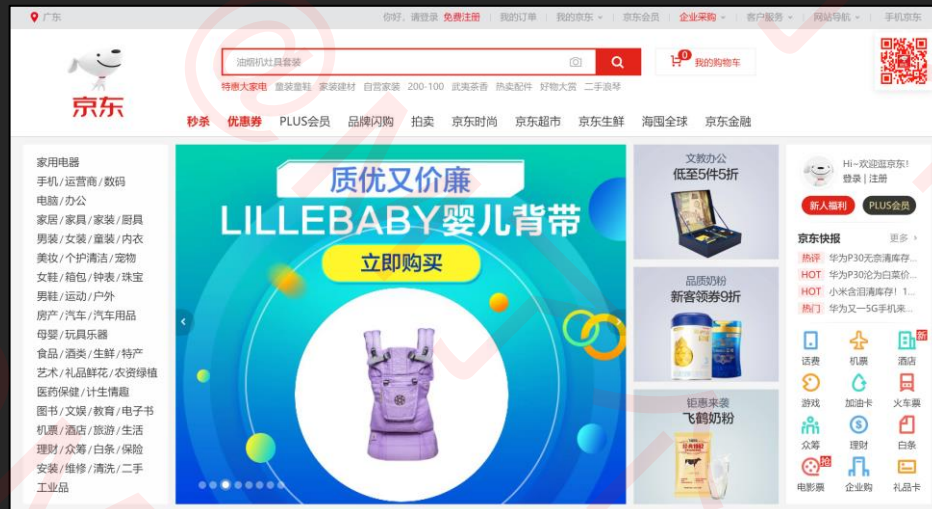 广东
你好，请登录 免费注册 我的订单 我的京东 京东会员 企业采购 客户服务 网站导航 手机京东
京东
油烟机灶具套装
0 我的购物车
特惠大家电 童装童鞋 家装建材 自营家装 200-100 武夷茶香 热卖配件 好物大赏 二手浪琴
秒杀 优惠券 PLUS会员 品牌闪购 拍卖 京东时尚 京东超市 京东生鲜 海囤全球 京东金融
家用电器
手机/运营商/数码
电脑/办公
家居/家具/家装/厨具
男装/女装/童装/内衣
美妆/个护清洁/宠物
女鞋/箱包/钟表/珠宝
男鞋/运动/户外
房产/汽车/汽车用品
母婴/玩具乐器
食品/酒类/生鲜/特产
艺术/礼品鲜花/农资绿植
医药保健/计生情趣
图书/文娱/教育/电子书
机票/酒店/旅游/生活
理财/众筹/白条/保险
安装/维修/清洗/二手
工业品
质优又价廉
LILLEBABY婴儿背带
立即购买
文教办公
低至5件5折
品质奶粉
新客领券9折
钜惠来袭
飞鹤奶粉
Hi~欢迎逛京东!
登录 | 注册
新人福利 PLUS会员
京东快报 更多
热评 华为P30无奈清库存...
HOT 华为P30沦为白菜价...
HOT 小米含泪清库存！1...
热门 华为又一5G手机来...
新
话费 机票 酒店
游戏 加油卡 火车票
众筹 理财 白条
抢
电影票 企业购 礼品卡